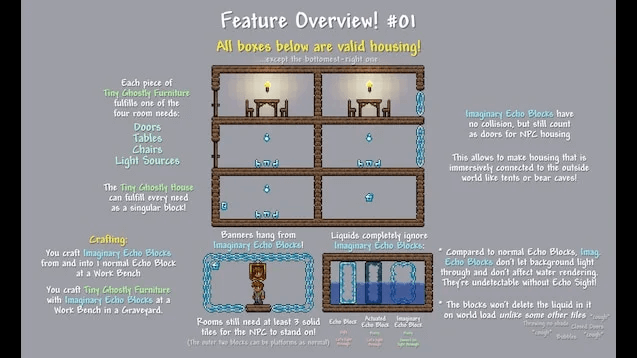 Feature Overview! #01
All boxes below are valid housing!
...except the bottomest-right one
Each piece of
Tiny Ghostly Furniture
fulfills one of the
four room needs:
Doors
Tables
Chairs
Light Sources
The Tiny Ghostly House
can fulfill every need
as a singular block!
Imaginary Echo Blocks have
no collision, but still count
as doors for NPC housing
This allows to make housing that is
immersively connected to the outside
world like tents or bear caves!
Crafting:
You craft Imaginary Echo Blocks
from and into 1 normal Echo Block
at a Work Bench
You craft Tiny Ghostly Furniture
with Imaginary Echo Blocks at a
Work Bench in a Graveyard.
Banners hang from
Imaginary Echo Blocks!
Rooms still need at least 3 solid
tiles for the NPC to stand on!
(The outer two blocks can be platforms as normal)
Liquids completely ignore
Imaginary Echo Blocks:
Echo Block
Actuated
Echo Block
Imaginary
Echo Block
* Compared to normal Echo Blocks, Imag.
Echo Blocks don't let background light
through and don't affect water rendering.
They're undetectable without Echo Sight!
* The blocks won't delete the liquid in it
on world load unlike some other tiles *cough*
Throwing no shade Closed Doors
*cough* Bubbles *cough*